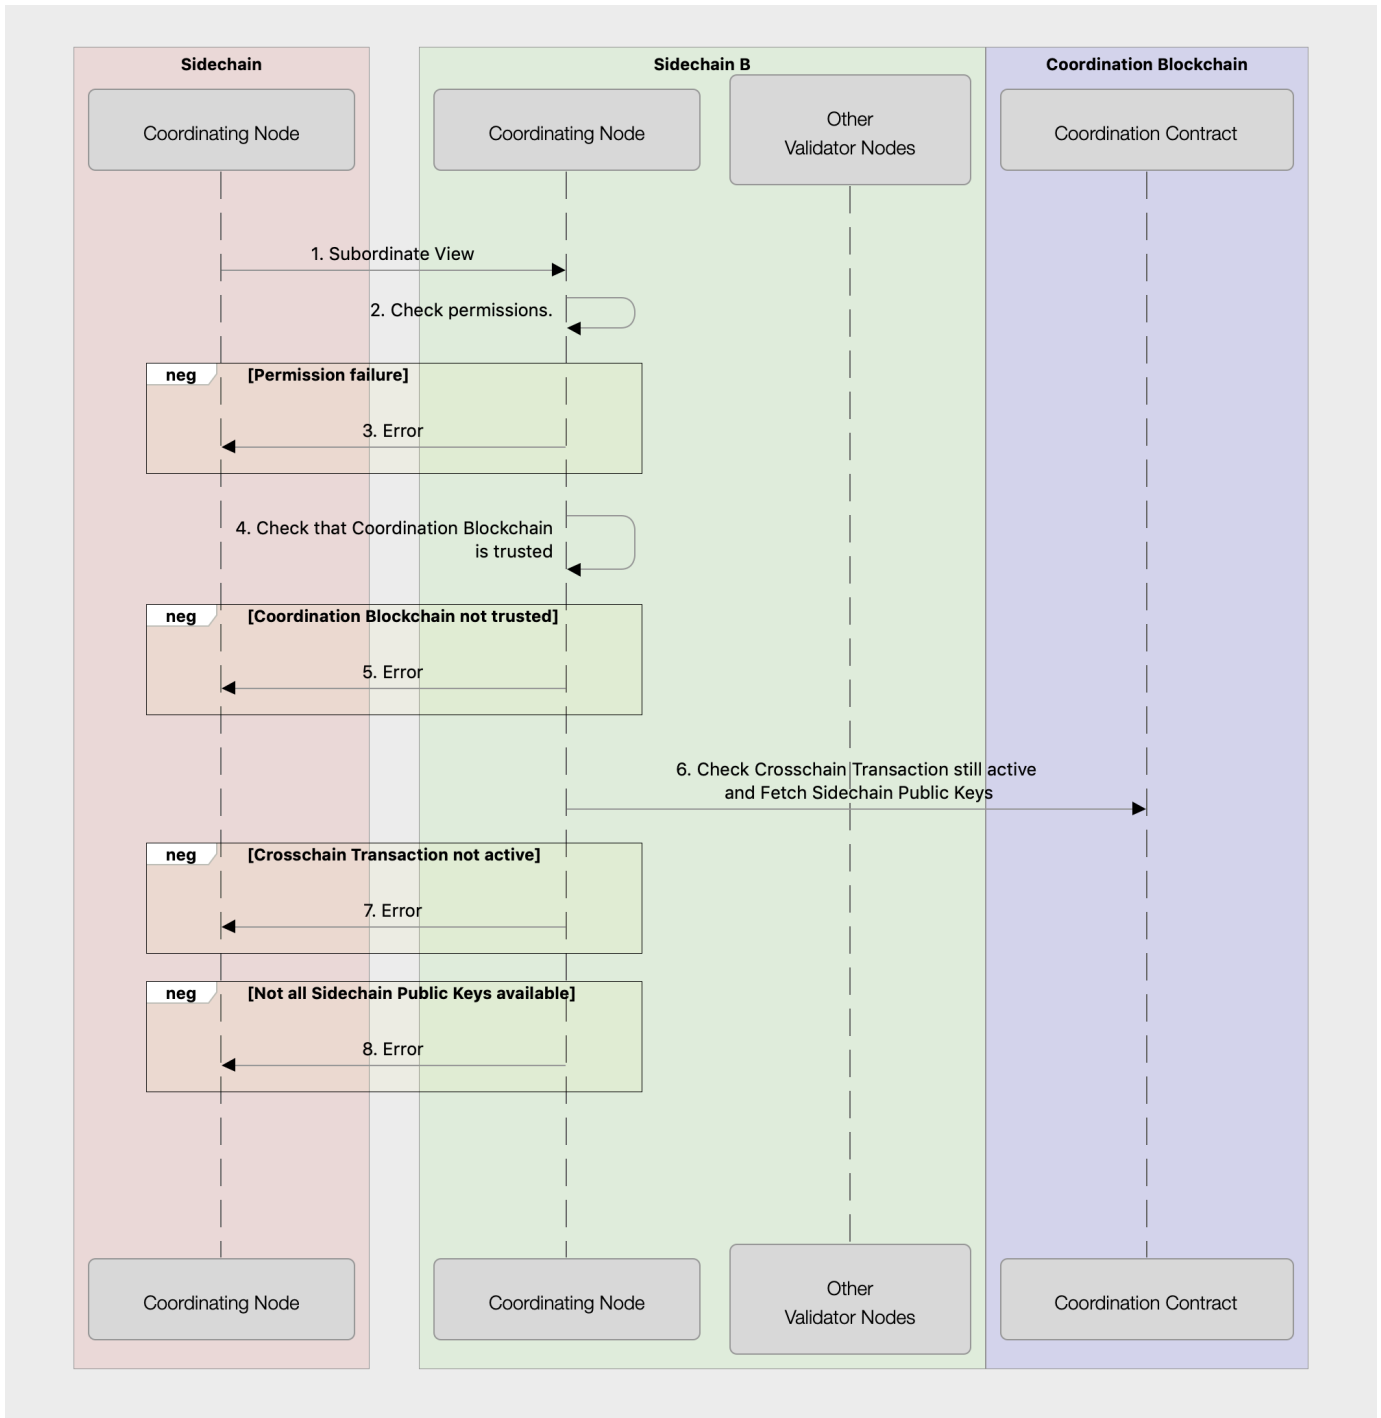 Sidechain
Sidechain B
Coordination Blockchain
Coordinating Node
Coordinating Node
Other
Validator Nodes
Coordination Contract
1. Subordinate View
2. Check permissions.
neg
[Permission failure]
3. Error
4. Check that Coordination Blockchain
is trusted
neg
[Coordination Blockchain not trusted]
5. Error
6. Check Crosschain Transaction still active
and Fetch Sidechain Public Keys
neg
[Crosschain Transaction not active]
7. Error
neg
[Not all Sidechain Public Keys available]
8. Error
Coordinating Node
Coordinating Node
Other
Validator Nodes
Coordination Contract